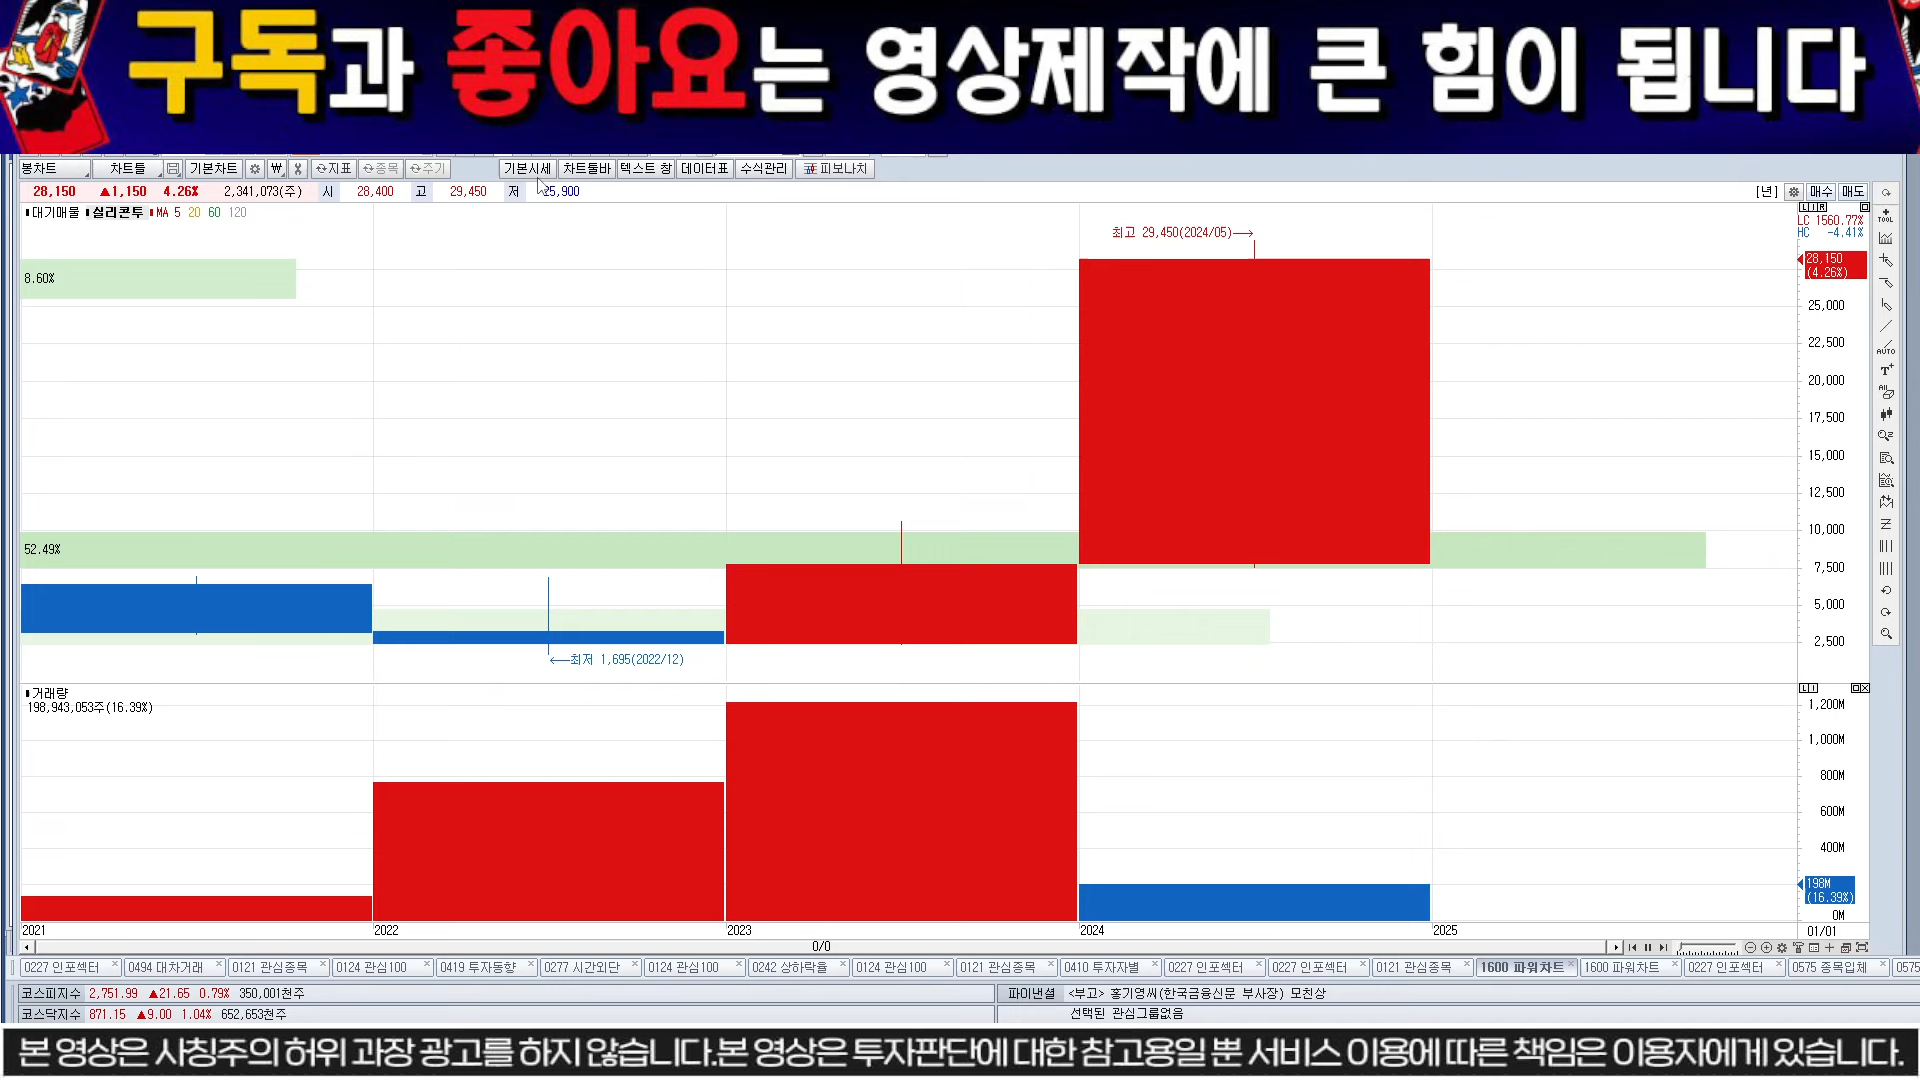 구독과 좋아요는 영상제작에 큰 힘이 됩니다
봉차트 차트틀 기본차트 지표 종목 주기 기본시세 차트툴바 텍스트 창 데이터표 수식관리 피보나치
28,150 ▲1,150 4.26% 2,341,073(주) 시 28,400 고 29,450 저 25,900 [년] 매수 매도
대기매물 실리콘투 MA 5 20 60 120
LC 1560.77%
HC -4.41%
최고 29,450(2024/05)
28,150
(4.26%)
8.60%
25,000
22,500
20,000
17,500
15,000
12,500
10,000
52.49%
7,500
5,000
2,500
최저 1,695(2022/12)
거래량
198,943,053주(16.39%)
1,200M
1,000M
800M
600M
400M
198M
(16.39%)
0M
2021 2022 2023 2024 2025 01/01
0/0
TOOL
AUTO
All
0227 인포섹터 0494 대차거래 0121 관심종목 0124 관심100 0419 투자동향 0277 시간외단 0124 관심100 0242 상하락율 0124 관심100 0121 관심종목 0410 투자자별 0227 인포섹터 0227 인포섹터 0121 관심종목 1600 파워차트 1600 파워차트 0227 인포섹터 0575 종목입체 0575
코스피지수 2,751.99 ▲21.65 0.79% 350,001천주 파이낸셜 <부고> 홍기영씨(한국금융신문 부사장) 모친상
코스닥지수 871.15 ▲9.00 1.04% 652,653천주 선택된 관심그룹없음
본 영상은 사칭주의 허위 과장 광고를 하지 않습니다.본 영상은 투자판단에 대한 참고용일 뿐 서비스 이용에 따른 책임은 이용자에게 있습니다.